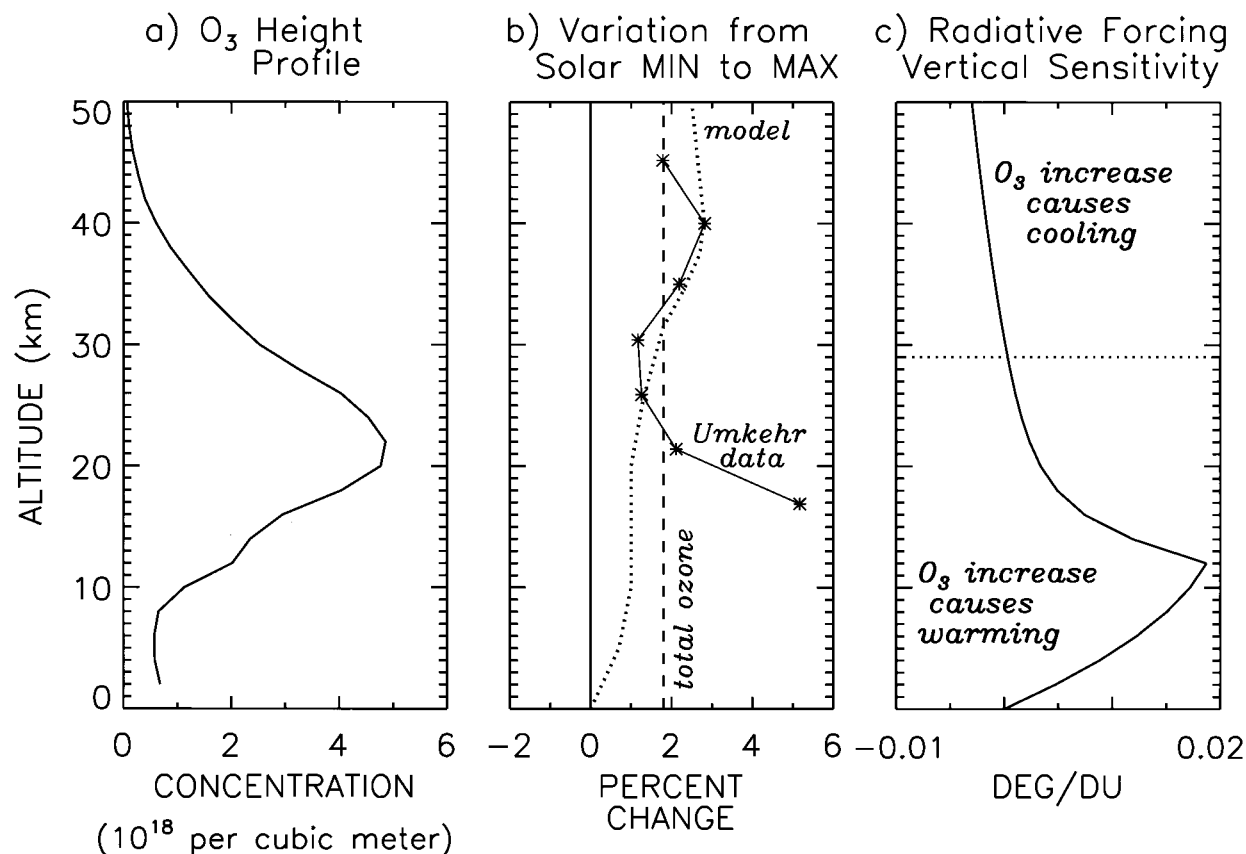 a) O₃ Height
Profile
b) Variation from
Solar MIN to MAX
c) Radiative Forcing
Vertical Sensitivity
ALTITUDE (km)
50
40
30
20
10
0
0
2
4
6
CONCENTRATION
(10¹⁸ per cubic meter)
model
Umkehr
data
total ozone
-2
0
2
4
6
PERCENT
CHANGE
O₃ increase
causes
cooling
O₃ increase
causes
warming
-0.01
0.02
DEG/DU